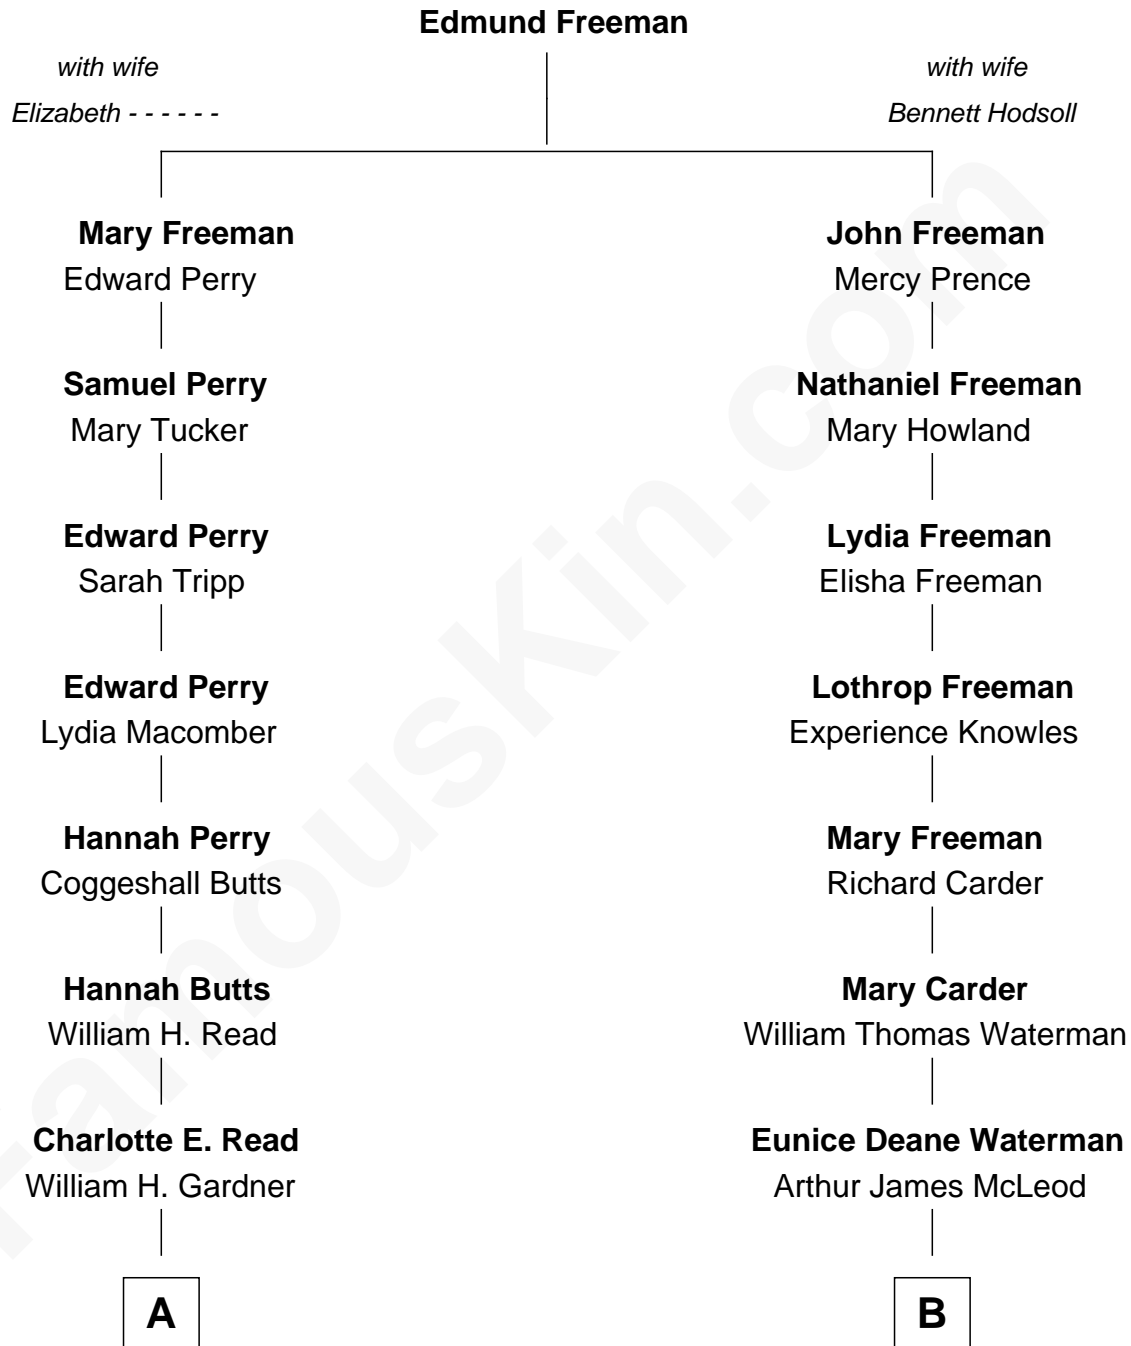 Edmund Freeman
with wife
Elizabeth - - - - - -
with wife
Bennett Hodsoll
Mary Freeman
Edward Perry
John Freeman
Mercy Prence
Samuel Perry
Mary Tucker
Nathaniel Freeman
Mary Howland
Edward Perry
Sarah Tripp
Lydia Freeman
Elisha Freeman
Edward Perry
Lydia Macomber
Lothrop Freeman
Experience Knowles
Hannah Perry
Coggeshall Butts
Mary Freeman
Richard Carder
Hannah Butts
William H. Read
Mary Carder
William Thomas Waterman
Charlotte E. Read
William H. Gardner
Eunice Deane Waterman
Arthur James McLeod
A
B
FamousKin.com